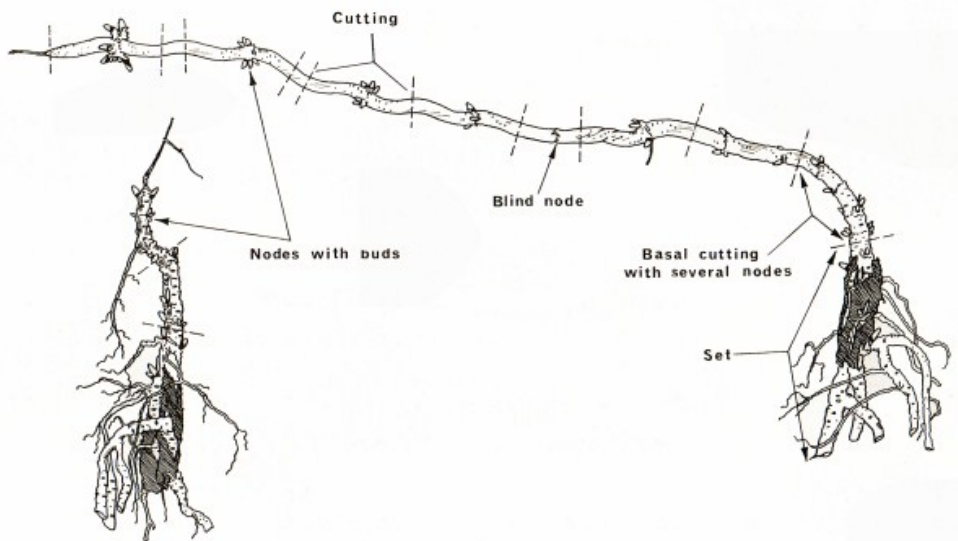 Cutting
Blind node
Nodes with buds
Basal cutting
with several nodes
Set